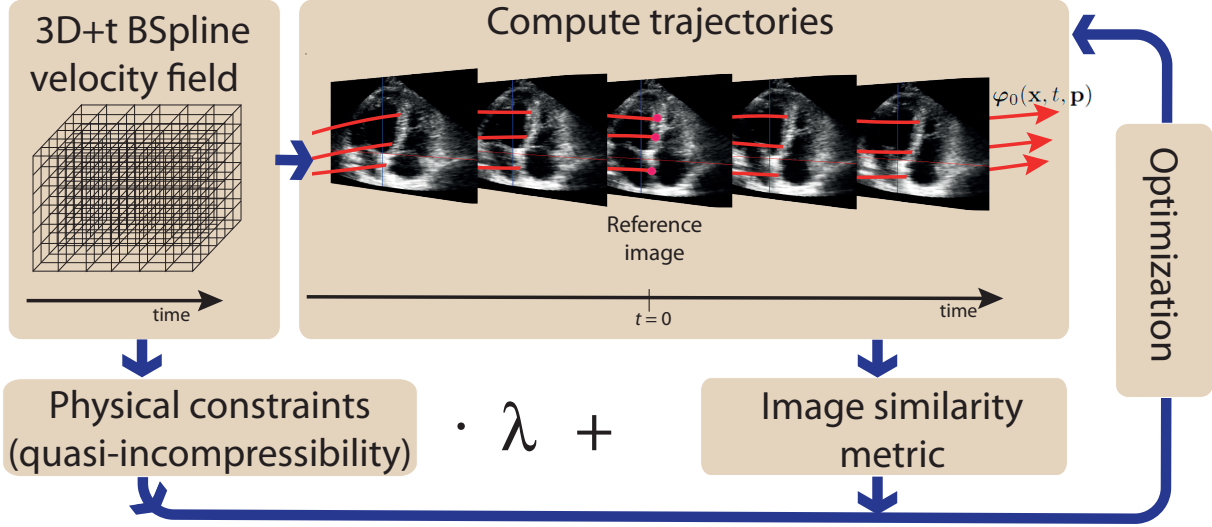 3D+t BSpline
velocity field
time
Compute trajectories
φ₀(x, t, p)
Reference
image
t = 0
time
Optimization
Physical constraints
(quasi-incompressibility)
· λ +
Image similarity
metric